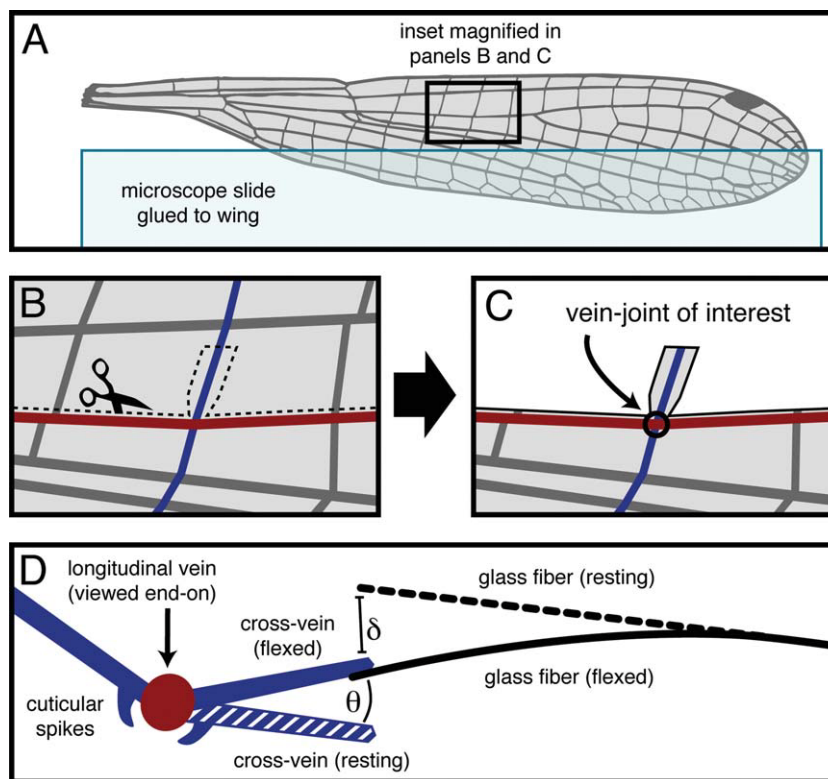 A
inset magnified in
panels B and C
microscope slide
glued to wing
B
C
vein-joint of interest
D
longitudinal vein
(viewed end-on)
cross-vein
(flexed)
glass fiber (resting)
δ
glass fiber (flexed)
θ
cuticular
spikes
cross-vein (resting)